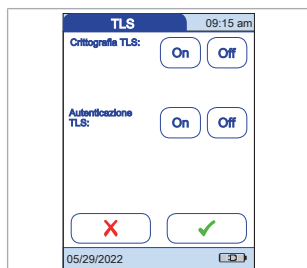 TLS 09:15 am
Crittografia TLS: On Off
Autenticazione
TLS: On Off
05/29/2022